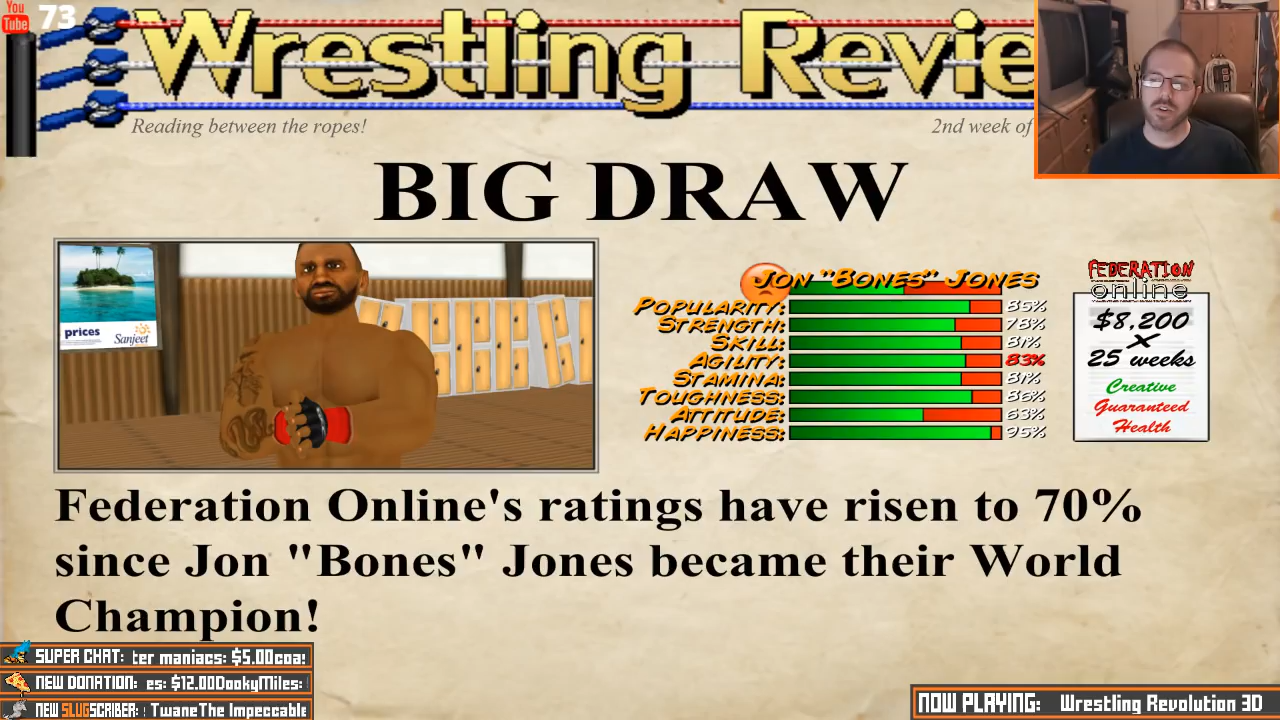 You
Tube
73
Wrestling Revie
Reading between the ropes!
2nd week of
BIG DRAW
prices
Sanjeet
Jon "Bones" Jones
Popularity: 85%
Strength: 78%
Skill: 81%
Agility: 83%
Stamina: 81%
Toughness: 86%
Attitude: 63%
Happiness: 95%
FEDERATION
online
$8,200
X
25 weeks
Creative
Guaranteed
Health
Federation Online's ratings have risen to 70%
since Jon "Bones" Jones became their World
Champion!
SUPER CHAT: ter maniacs: $5.00coa:
NEW DONATION: es: $12.00DookyMiles:
NEW SLUGSCRIBER: : TwaneThe Impeccable
NOW PLAYING: Wrestling Revolution 3D